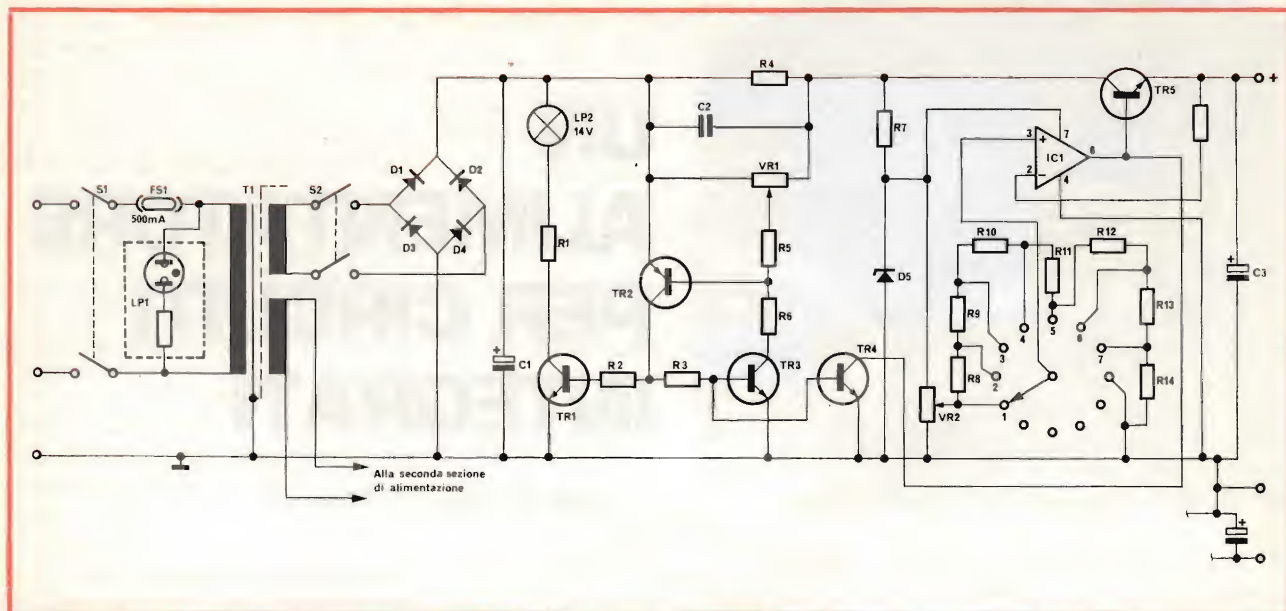 S1
FS1
500mA
T1
S2
LP1
D1
D2
D3
D4
C1
LP2
14 V
R1
TR1
R2
R3
TR2
C2
R4
VR1
R5
R6
TR3
TR4
R7
D5
TR5
3
+
7
IC1
6
2
-
4
R10
R11
R12
R9
R8
R13
R14
VR2
1
2
3
4
5
6
7
C3
+
+
+
+
Alla seconda sezione
di alimentazione